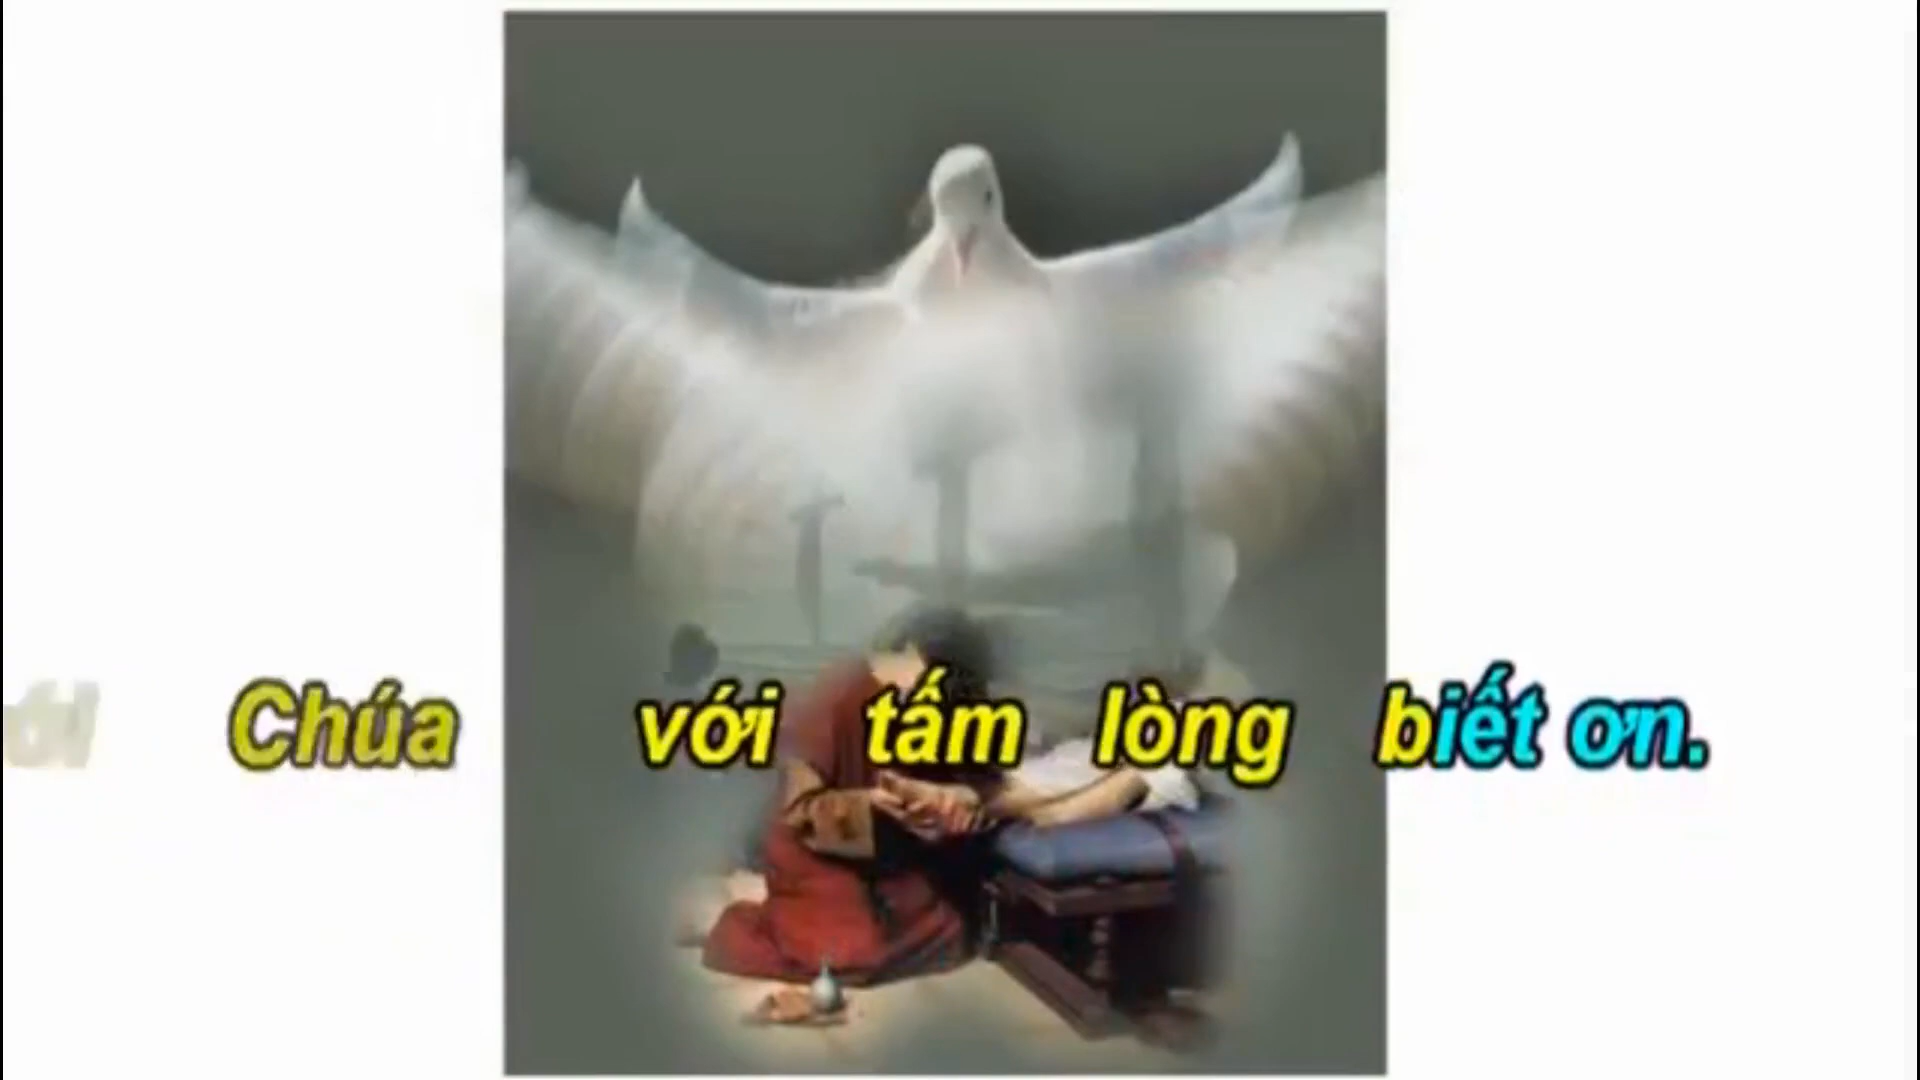 Chúa với tấm lòng biết ơn.